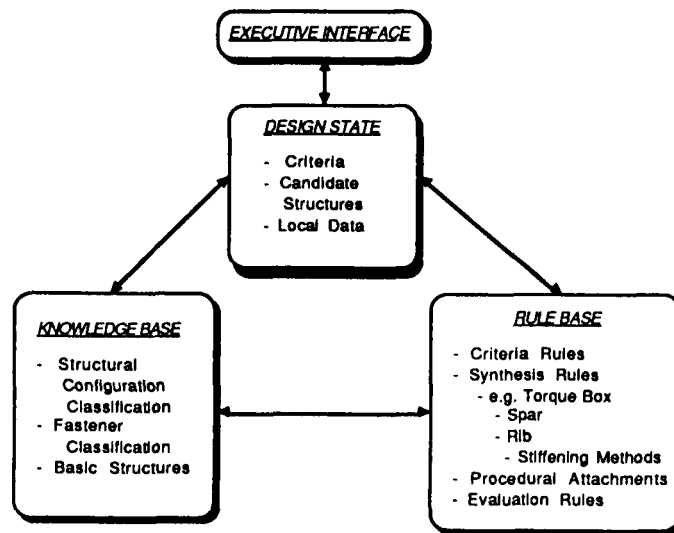 EXECUTIVE INTERFACE
DESIGN STATE
- Criteria
- Candidate
Structures
- Local Data
KNOWLEDGE BASE
- Structural
Configuration
Classification
- Fastener
Classification
- Basic Structures
RULE BASE
- Criteria Rules
- Synthesis Rules
- e.g. Torque Box
- Spar
- Rib
- Stiffening Methods
- Procedural Attachments
- Evaluation Rules